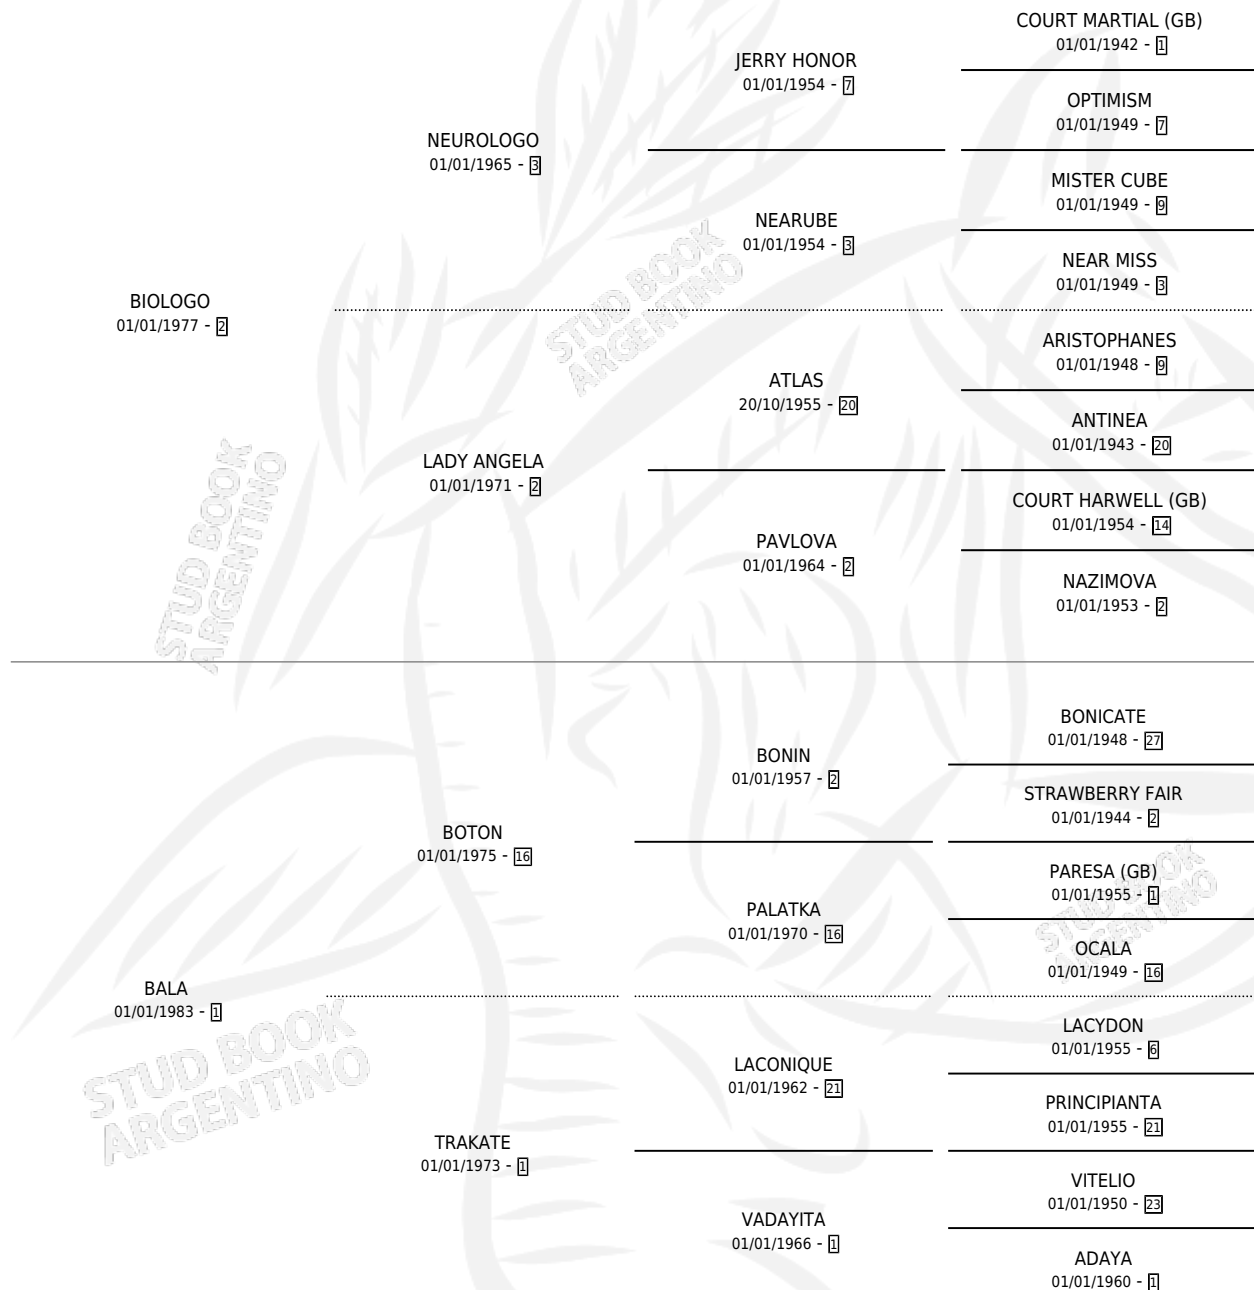 COURT MARTIAL (GB)
01/01/1942 - 1
JERRY HONOR
01/01/1954 - 7
OPTIMISM
01/01/1949 - 7
NEUROLOGO
01/01/1965 - 3
MISTER CUBE
01/01/1949 - 9
NEARUBE
01/01/1954 - 3
NEAR MISS
01/01/1949 - 3
BIOLOGO
01/01/1977 - 2
STUD BOOK
ARGENTINO
ARISTOPHANES
01/01/1948 - 9
ATLAS
20/10/1955 - 20
ANTINEA
01/01/1943 - 20
LADY ANGELA
01/01/1971 - 2
COURT HARWELL (GB)
01/01/1954 - 14
PAVLOVA
01/01/1964 - 2
NAZIMOVA
01/01/1953 - 2
STUD BOOK
ARGENTINO
BONICATE
01/01/1948 - 27
BONIN
01/01/1957 - 2
STRAWBERRY FAIR
01/01/1944 - 2
BOTON
01/01/1975 - 16
PARESA (GB)
01/01/1955 - 1
PALATKA
01/01/1970 - 16
OCALA
01/01/1949 - 16
STUD BOOK
ARGENTINO
BALA
01/01/1983 - 1
STUD BOOK
ARGENTINO
LACYDON
01/01/1955 - 6
LACONIQUE
01/01/1962 - 21
PRINCIPIANTA
01/01/1955 - 21
TRAKATE
01/01/1973 - 1
VITELIO
01/01/1950 - 23
VADAYITA
01/01/1966 - 1
ADAYA
01/01/1960 - 1